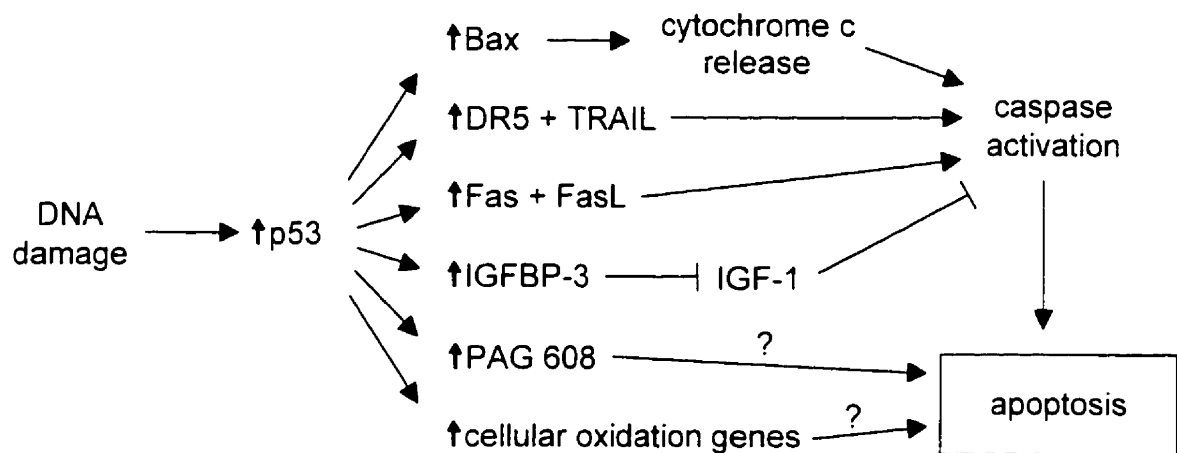 ↑Bax
cytochrome c
release
↑DR5 + TRAIL
caspase
activation
↑Fas + FasL
DNA
damage
↑p53
↑IGFBP-3
IGF-1
↑PAG 608
?
apoptosis
↑cellular oxidation genes
?